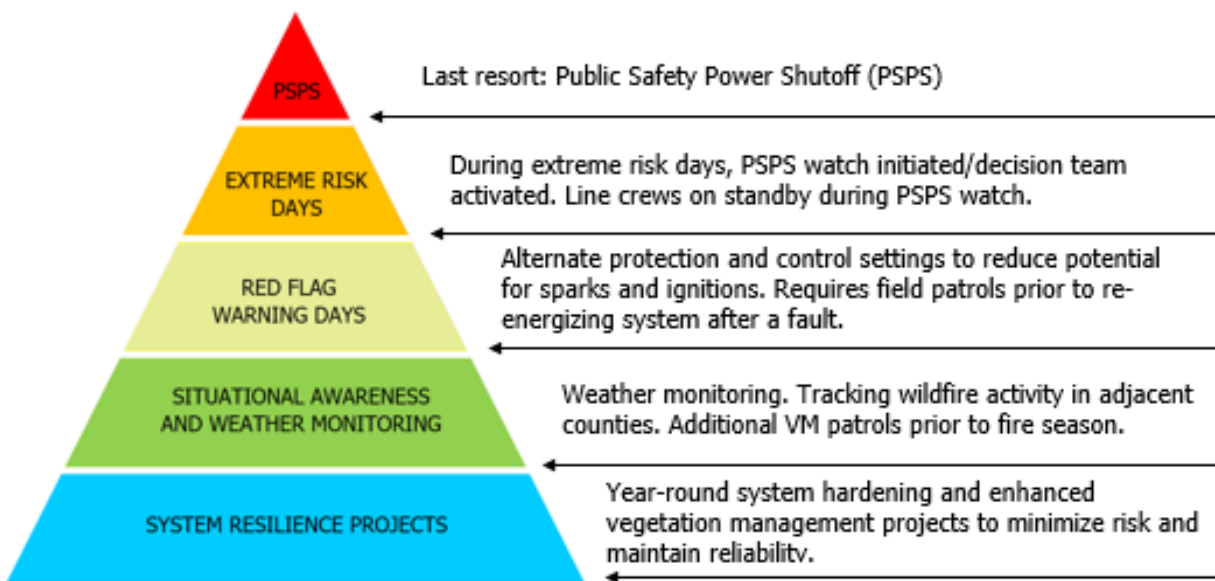 PSPS
Last resort: Public Safety Power Shutoff (PSPS)
EXTREME RISK
DAYS
During extreme risk days, PSPS watch initiated/decision team
activated. Line crews on standby during PSPS watch.
RED FLAG
WARNING DAYS
Alternate protection and control settings to reduce potential
for sparks and ignitions. Requires field patrols prior to re-
energizing system after a fault.
SITUATIONAL AWARENESS
AND WEATHER MONITORING
Weather monitoring. Tracking wildfire activity in adjacent
counties. Additional VM patrols prior to fire season.
SYSTEM RESILIENCE PROJECTS
Year-round system hardening and enhanced
vegetation management projects to minimize risk and
maintain reliability.